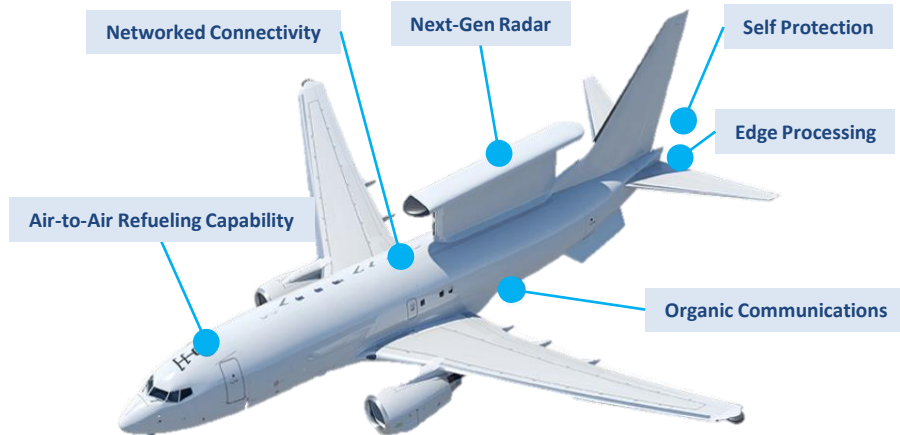 Networked Connectivity
Next-Gen Radar
Self Protection
Edge Processing
Air-to-Air Refueling Capability
Organic Communications